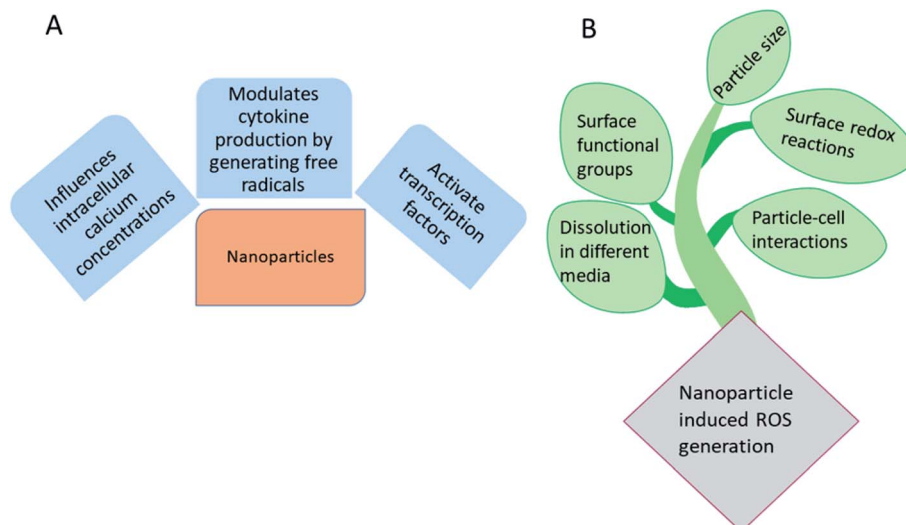 A
Influences
intracellular
calcium
concentrations
Modulates
cytokine
production by
generating free
radicals
Activate
transcription
factors
Nanoparticles
B
Particle size
Surface
functional
groups
Surface redox
reactions
Dissolution
in different
media
Particle-cell
interactions
Nanoparticle
induced ROS
generation